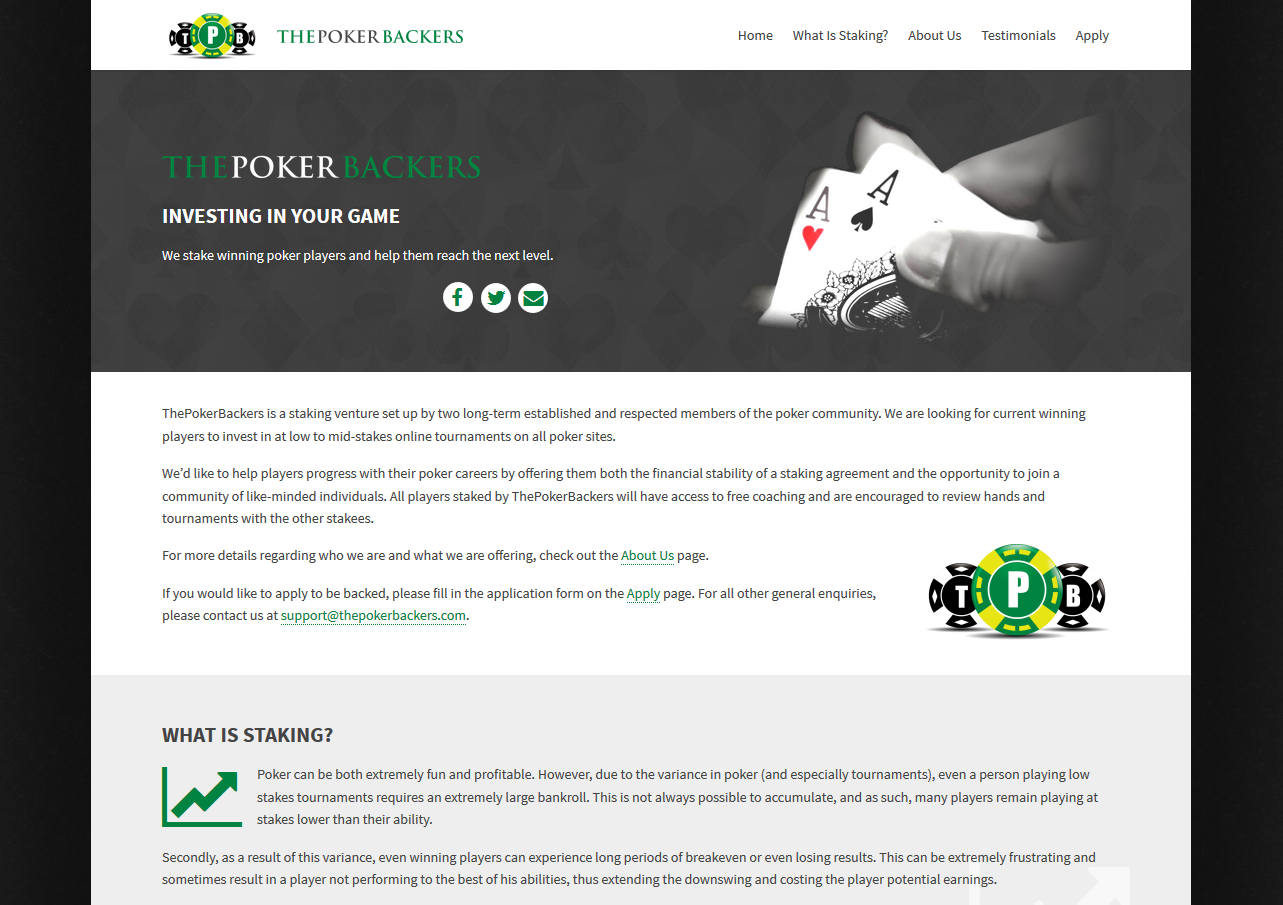 T P B THEPOKERBACKERS
Home What Is Staking? About Us Testimonials Apply
THEPOKERBACKERS
INVESTING IN YOUR GAME
We stake winning poker players and help them reach the next level.
A A
ThePokerBackers is a staking venture set up by two long-term established and respected members of the poker community. We are looking for current winning
players to invest in at low to mid-stakes online tournaments on all poker sites.
We'd like to help players progress with their poker careers by offering them both the financial stability of a staking agreement and the opportunity to join a
community of like-minded individuals. All players staked by ThePokerBackers will have access to free coaching and are encouraged to review hands and
tournaments with the other stakees.
For more details regarding who we are and what we are offering, check out the About Us page.
If you would like to apply to be backed, please fill in the application form on the Apply page. For all other general enquiries,
please contact us at support@thepokerbackers.com.
T P B
WHAT IS STAKING?
Poker can be both extremely fun and profitable. However, due to the variance in poker (and especially tournaments), even a person playing low
stakes tournaments requires an extremely large bankroll. This is not always possible to accumulate, and as such, many players remain playing at
stakes lower than their ability.
Secondly, as a result of this variance, even winning players can experience long periods of breakeven or even losing results. This can be extremely frustrating and
sometimes result in a player not performing to the best of his abilities, thus extending the downswing and costing the player potential earnings.